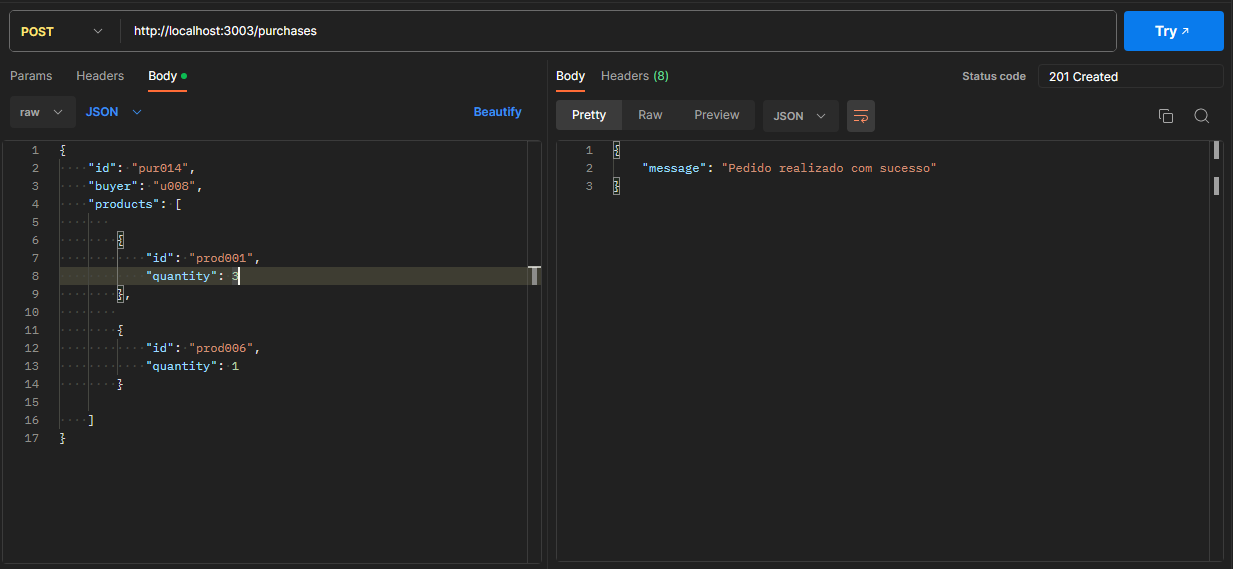 POST http://localhost:3003/purchases Try ↗
Params Headers Body
raw JSON Beautify
1 {
2 "id": "pur014",
3 "buyer": "u008",
4 "products": [
5
6 {
7 "id": "prod001",
8 "quantity": 3
9 },
10
11 {
12 "id": "prod006",
13 "quantity": 1
14 }
15
16 ]
17 }
Body Headers (8) Status code 201 Created
Pretty Raw Preview JSON
1 {
2 "message": "Pedido realizado com sucesso"
3 }